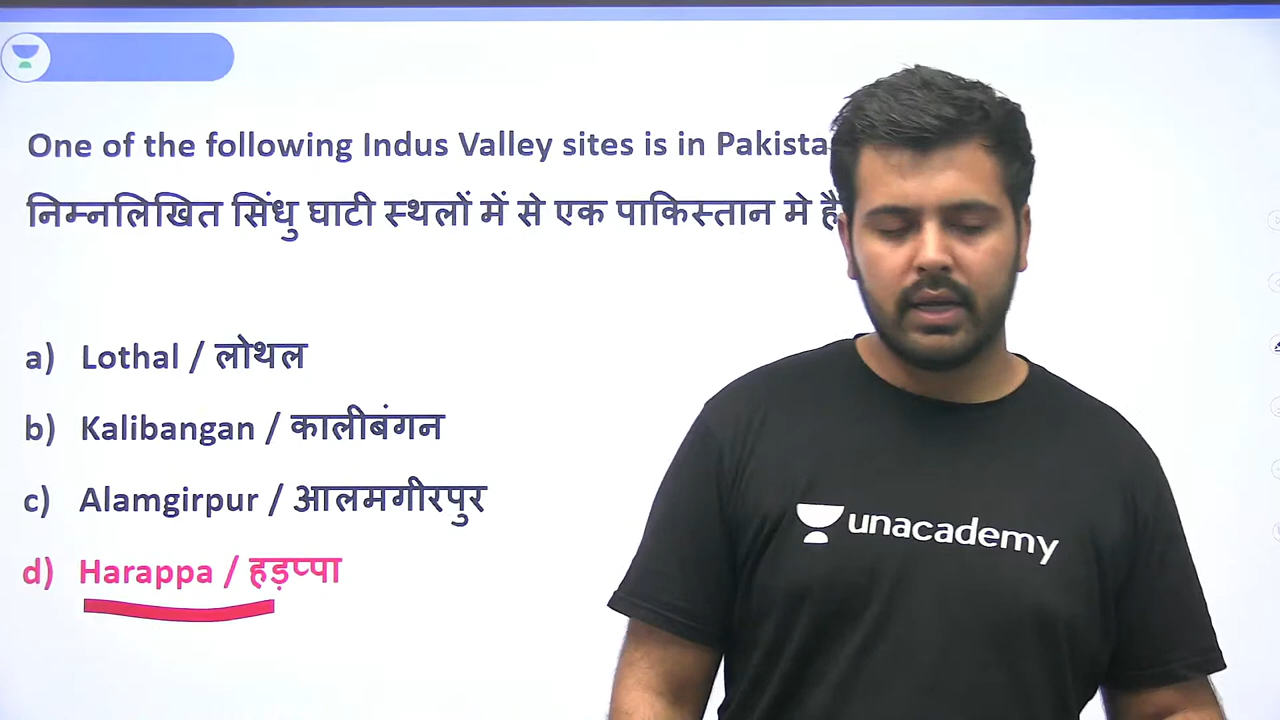 One of the following Indus Valley sites is in Pakista
निम्नलिखित सिंधु घाटी स्थलों में से एक पाकिस्तान मे है
a) Lothal / लोथल
b) Kalibangan / कालीबंगन
c) Alamgirpur / आलमगीरपुर
d) Harappa / हड़प्पा
unacademy